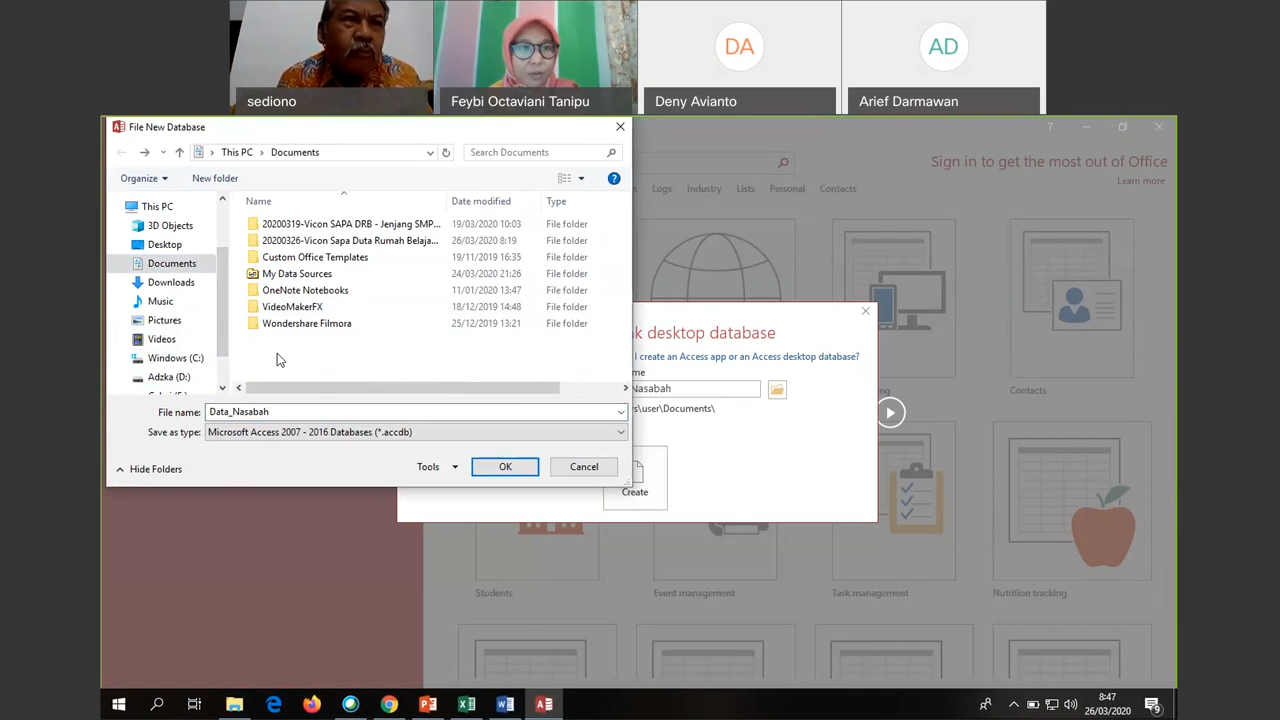 DA
AD
sediono
Feybi Octaviani Tanipu
Deny Avianto
Arief Darmawan
File New Database
This PC
Documents
Search Documents
Sign in to get the most out of Office
Learn more
Organize
New folder
Logs
Industry
Lists
Personal
Contacts
Name
Date modified
Type
This PC
3D Objects
Desktop
Documents
Downloads
Music
Pictures
Videos
Windows (C:)
Adzka (D:)
20200319-Vicon SAPA DRB - Jenjang SMP... 19/03/2020 10:03 File folder
20200326-Vicon Sapa Duta Rumah Belaja... 26/03/2020 8:19 File folder
Custom Office Templates 19/11/2019 16:35 File folder
My Data Sources 24/03/2020 21:26 File folder
OneNote Notebooks 11/01/2020 13:47 File folder
VideoMakerFX 18/12/2019 14:48 File folder
Wondershare Filmora 25/12/2019 13:21 File folder
k desktop database
I create an Access app or an Access desktop database?
me
Nasabah
s\user\Documents\
Contacts
File name: Data_Nasabah
Save as type: Microsoft Access 2007 - 2016 Databases (*.accdb)
Hide Folders
Tools
OK
Cancel
Create
Students
Event management
Task management
Nutrition tracking
8:47
26/03/2020
9